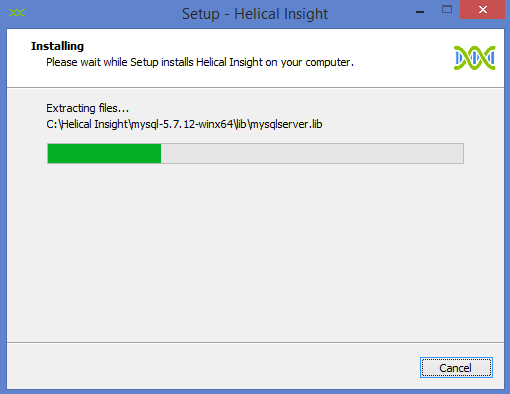 Setup - Helical Insight
Installing
Please wait while Setup installs Helical Insight on your computer.
Extracting files...
C:\Helical Insight\mysql-5.7.12-winx64\lib\mysqlserver.lib
Cancel